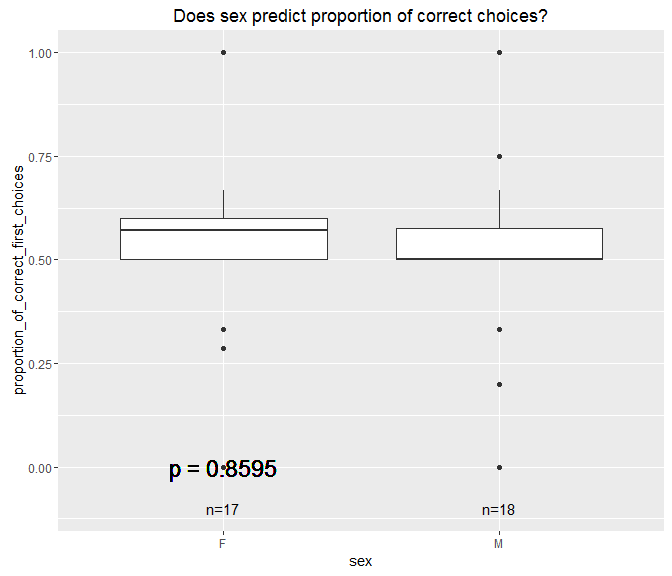 Does sex predict proportion of correct choices?
proportion_of_correct_first_choices
1.00
0.75
0.50
0.25
0.00
p = 0.8595
n=17
n=18
F
M
sex